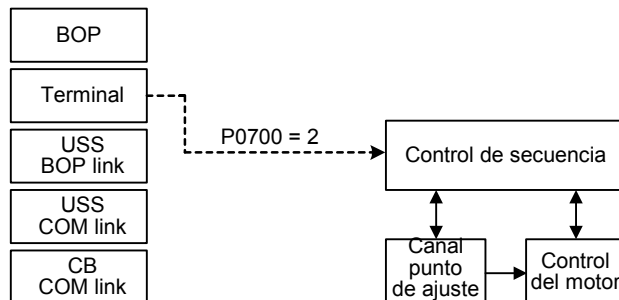 BOP
Terminal
USS
BOP link
USS
COM link
CB
COM link
P0700 = 2
Control de secuencia
Canal
punto
de ajuste
Control
del motor